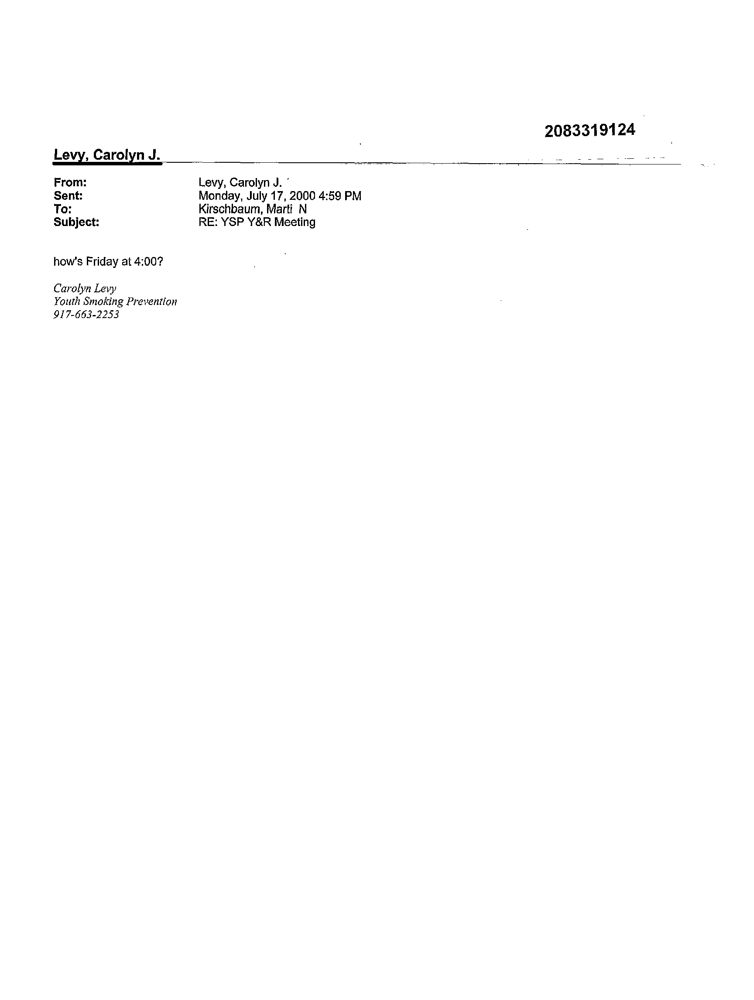 2083319124
Levy, Carolyn J.
From: Levy, Carolyn J.
Sent: Monday, July 17, 2000 4:59 PM
To: Kirschbaum, Marti N
Subject: RE: YSP Y&R Meeting
how's Friday at 4:00?
Carolyn Levy
Youth Smoking Prevention
917-663-2253